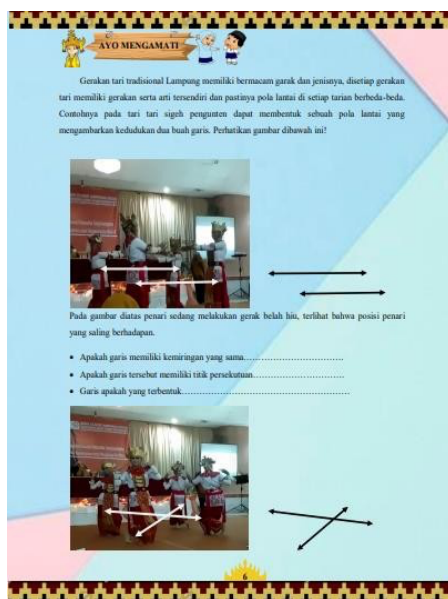 AYO MENGAMATI
Gerakan tari tradisional Lampung memiliki bermacam garak dan jenisnya, disetiap gerakan
tari memiliki gerakan serta arti tersendiri dan pastinya pola lantai di setiap tarian berbeda-beda.
Contohnya pada tari tari sigeh pengunten dapat membentuk sebuah pola lantai yang
mengambarkan kedudukan dua buah garis. Perhatikan gambar dibawah ini!
Pada gambar diatas penari sedang melakukan gerak belah hiu, terlihat bahwa posisi penari
yang saling berhadapan.
• Apakah garis memiliki kemiringan yang sama.................................
• Apakah garis tersebut memiliki titik persekutuan..............................
• Garis apakah yang terbentuk.......................................................
6